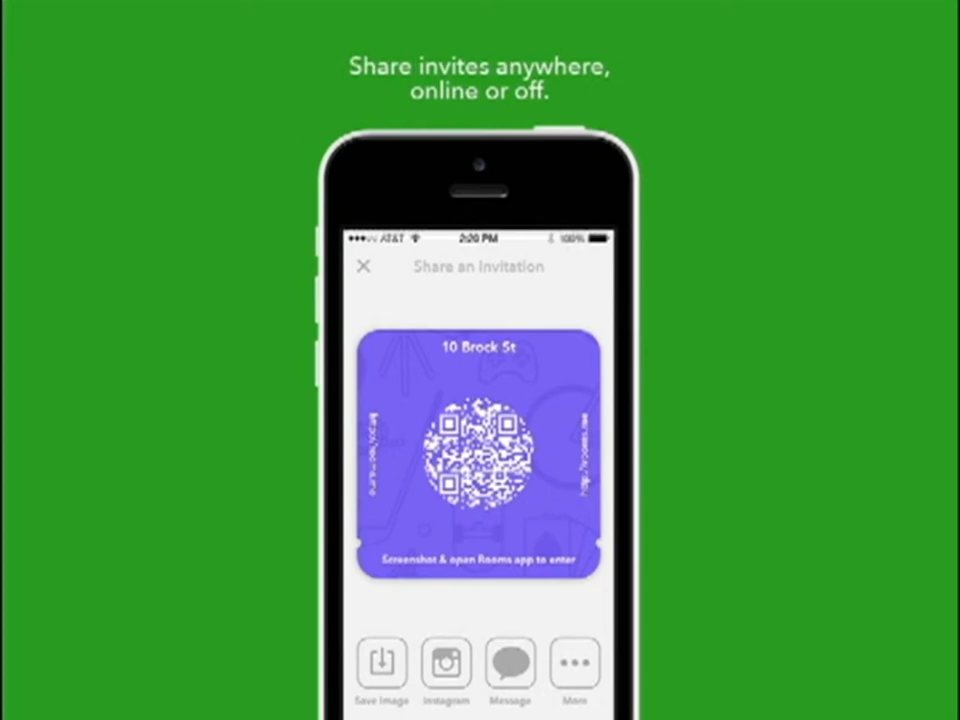 Share invites anywhere,
online or off.
AT&T 2:20 PM 100%
Share an Invitation
10 Brock St
Screenshot & open Rooms app to enter
Save Image Instagram Message More